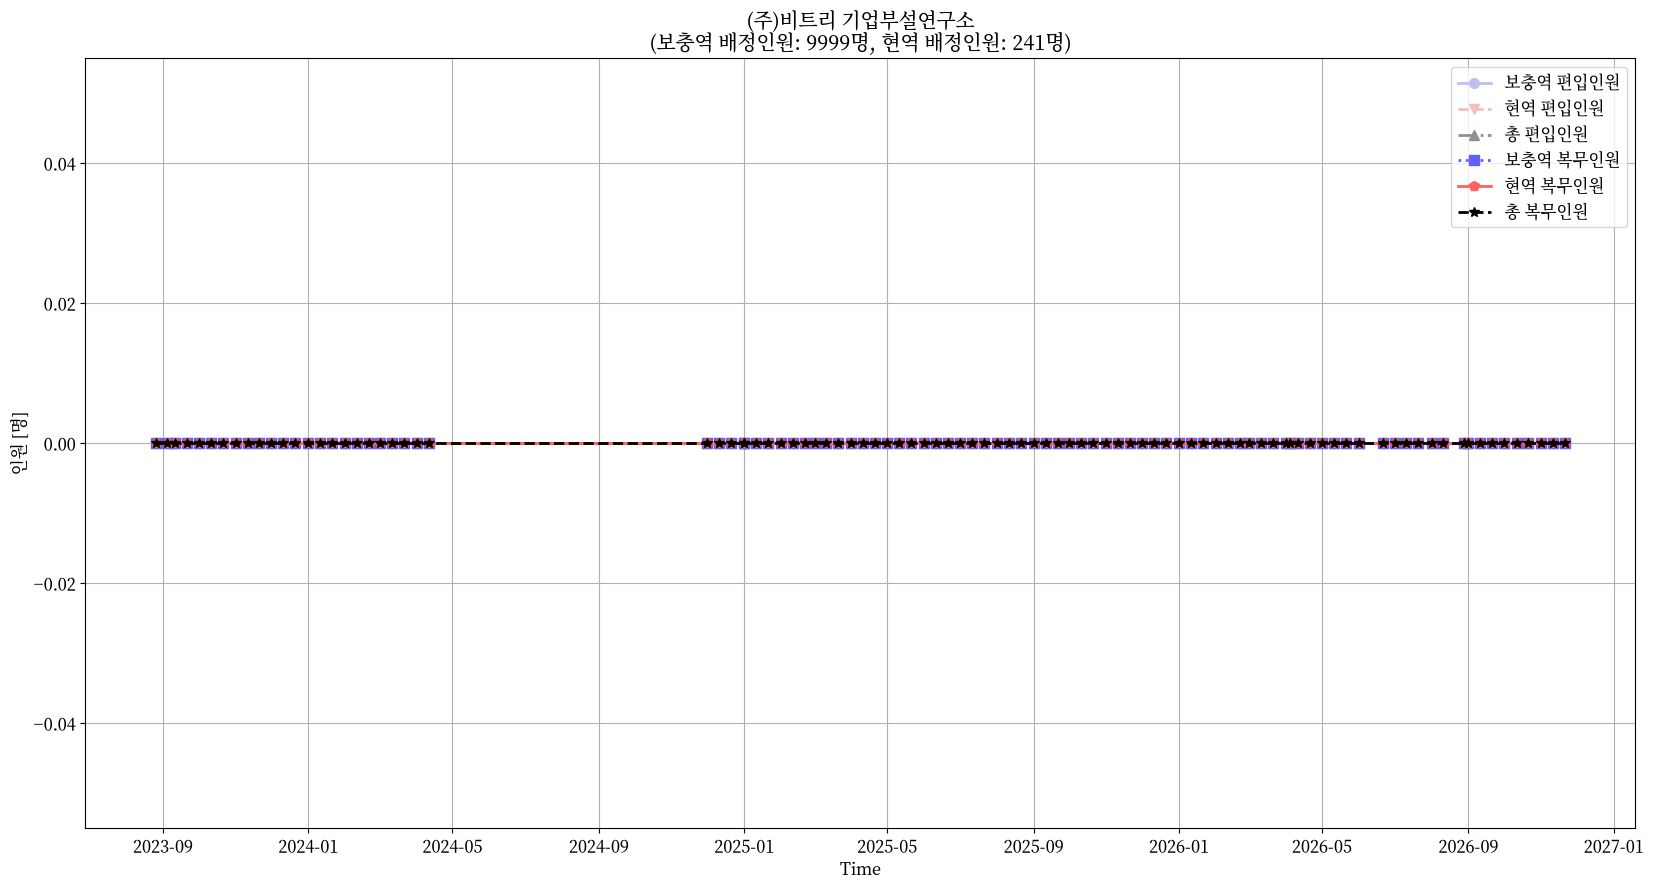 (주)비트리 기업부설연구소
(보충역 배정인원: 9999명, 현역 배정인원: 241명)
보충역 편입인원
현역 편입인원
총 편입인원
보충역 복무인원
현역 복무인원
총 복무인원
0.04
0.02
0.00
−0.02
−0.04
인원 [명]
2023-09 2024-01 2024-05 2024-09 2025-01 2025-05 2025-09 2026-01 2026-05 2026-09 2027-01
Time